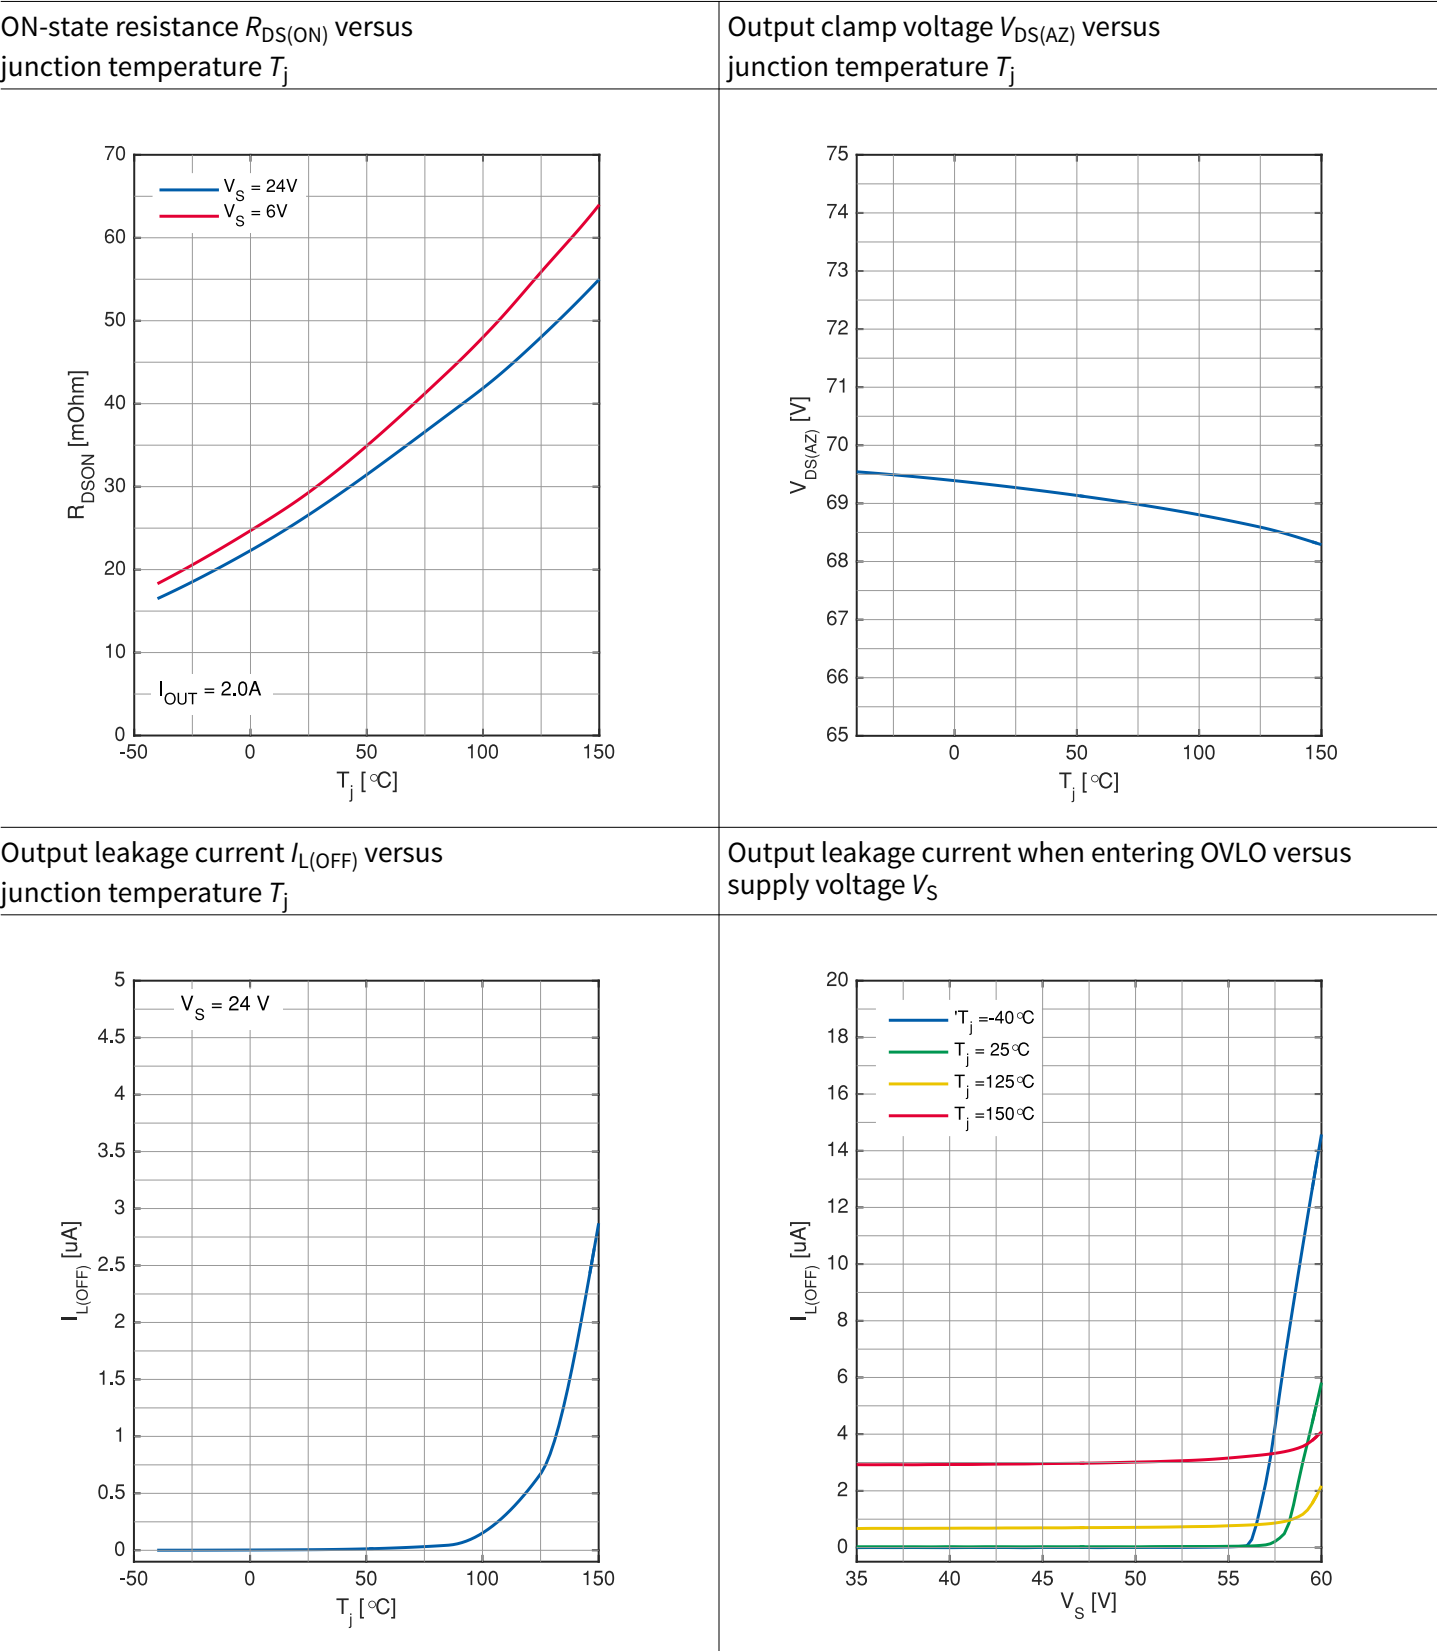 ON-state resistance RDS(ON) versus
junction temperature Tj
Output clamp voltage VDS(AZ) versus
junction temperature Tj
70
60
50
40
30
20
10
0
RDSON [mOhm]
VS = 24V
VS = 6V
IOUT = 2.0A
-50 0 50 100 150
Tj [°C]
75
74
73
72
71
70
69
68
67
66
65
VDS(AZ) [V]
0 50 100 150
Tj [°C]
Output leakage current IL(OFF) versus
junction temperature Tj
Output leakage current when entering OVLO versus
supply voltage VS
5
4.5
4
3.5
3
2.5
2
1.5
1
0.5
0
IL(OFF) [uA]
VS = 24 V
-50 0 50 100 150
Tj [°C]
20
18
16
14
12
10
8
6
4
2
0
IL(OFF) [uA]
'Tj =-40°C
Tj = 25°C
Tj =125°C
Tj =150°C
35 40 45 50 55 60
VS [V]